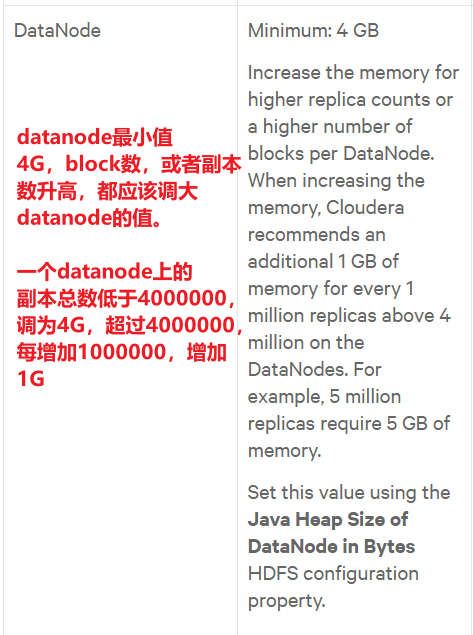 DataNode
datanode最小值
4G，block数，或者副本
数升高，都应该调大
datanode的值。
一个datanode上的
副本总数低于4000000，
调为4G，超过4000000，
每增加1000000，增加
1G
Minimum: 4 GB
Increase the memory for
higher replica counts or
a higher number of
blocks per DataNode.
When increasing the
memory, Cloudera
recommends an
additional 1 GB of
memory for every 1
million replicas above 4
million on the
DataNodes. For
example, 5 million
replicas require 5 GB of
memory.
Set this value using the
Java Heap Size of
DataNode in Bytes
HDFS configuration
property.